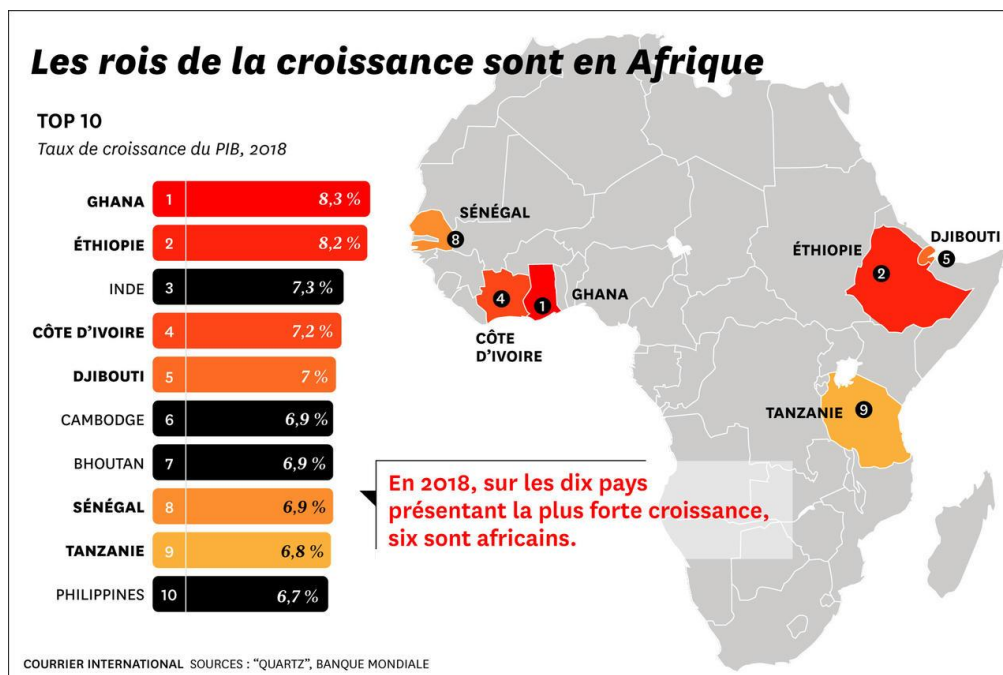 Les rois de la croissance sont en Afrique
TOP 10
Taux de croissance du PIB, 2018
GHANA 1 8,3 %
ÉTHIOPIE 2 8,2 %
INDE 3 7,3 %
CÔTE D’IVOIRE 4 7,2 %
DJIBOUTI 5 7 %
CAMBODGE 6 6,9 %
BHOUTAN 7 6,9 %
SÉNÉGAL 8 6,9 %
TANZANIE 9 6,8 %
PHILIPPINES 10 6,7 %
SÉNÉGAL
8
4
CÔTE
D’IVOIRE
1
GHANA
ÉTHIOPIE
2
DJIBOUTI
5
TANZANIE
9
En 2018, sur les dix pays
présentant la plus forte croissance,
six sont africains.
COURRIER INTERNATIONAL SOURCES : “QUARTZ”, BANQUE MONDIALE